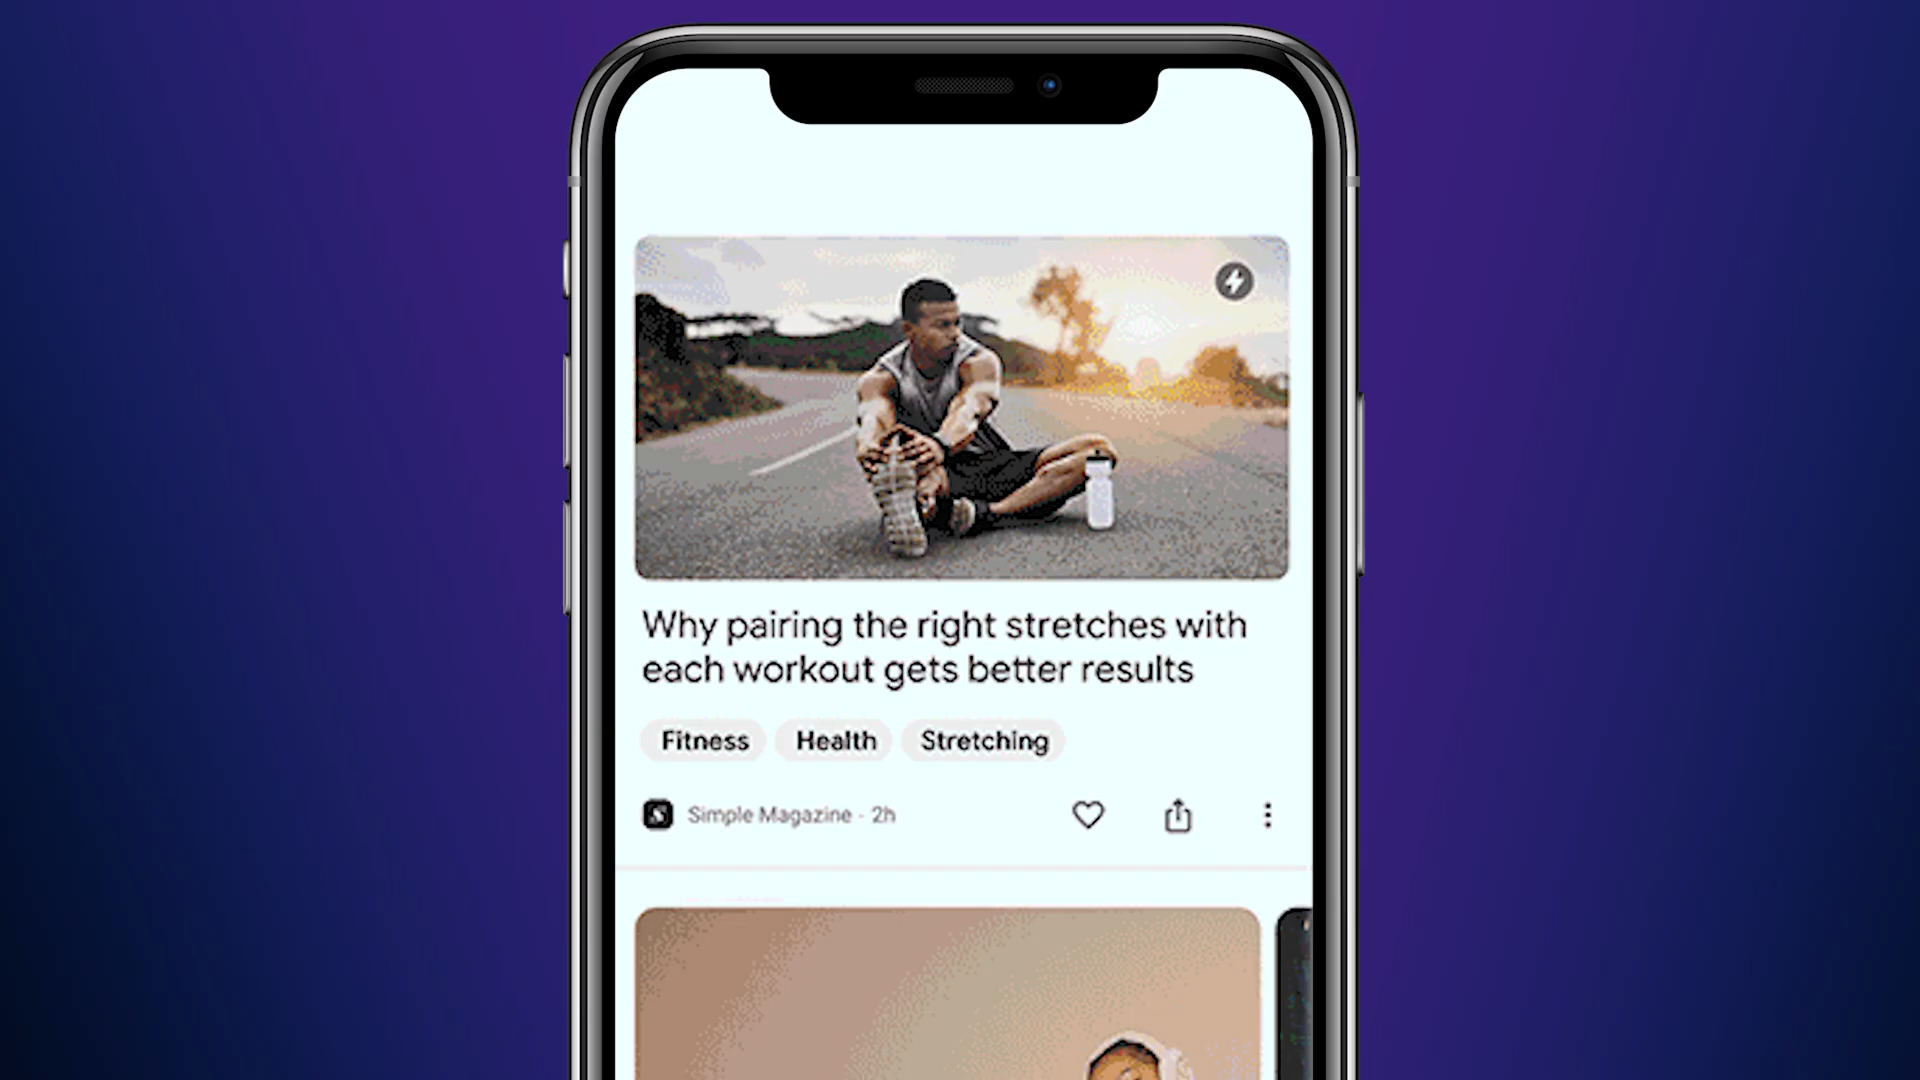 Why pairing the right stretches with
each workout gets better results
Fitness Health Stretching
Simple Magazine · 2h